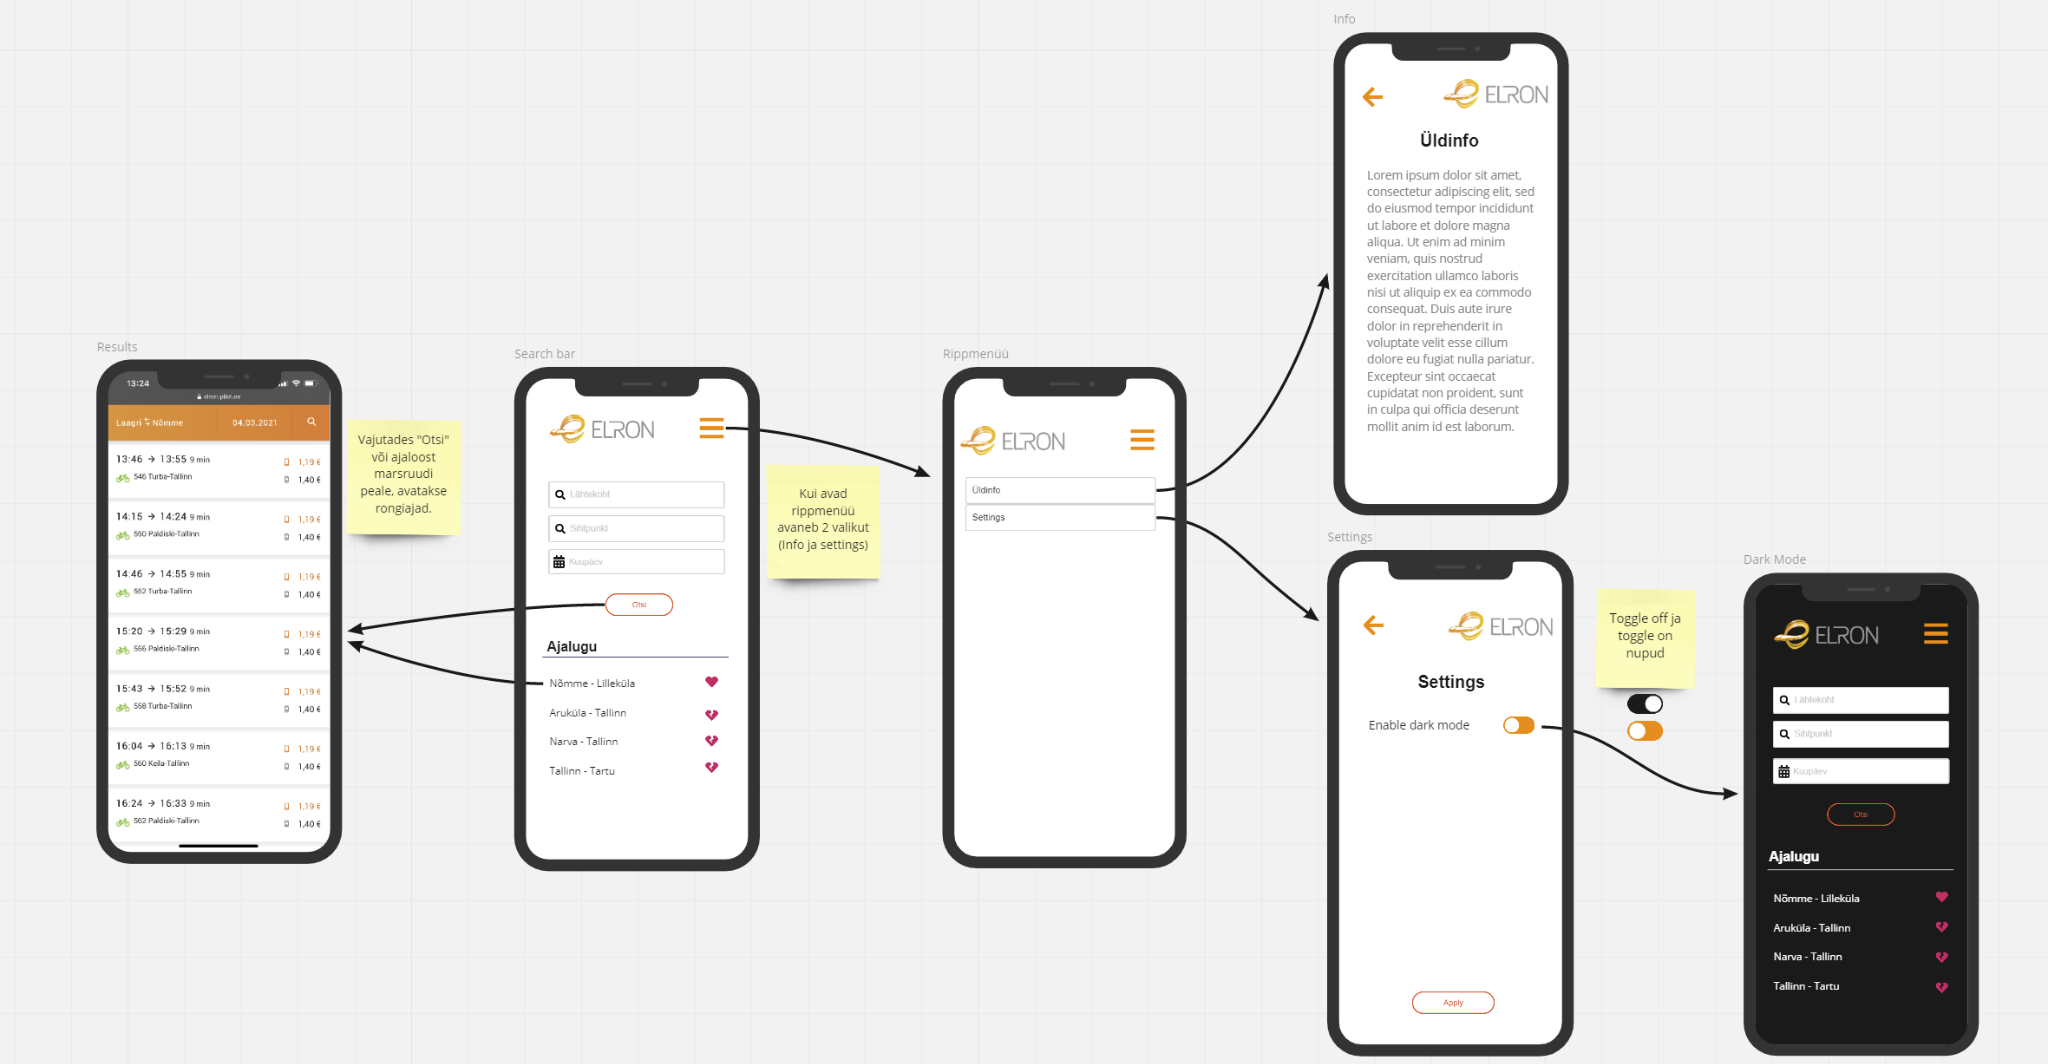 Results
13:24
elron.pilet.ee
Laagri Nõmme 04.03.2021
13:46 → 13:55 9 min 1,19 €
546 Turba-Tallinn 1,40 €
14:15 → 14:24 9 min 1,19 €
550 Paldiski-Tallinn 1,40 €
14:46 → 14:55 9 min 1,19 €
552 Turba-Tallinn 1,40 €
15:20 → 15:29 9 min 1,19 €
556 Paldiski-Tallinn 1,40 €
15:43 → 15:52 9 min 1,19 €
558 Turba-Tallinn 1,40 €
16:04 → 16:13 9 min 1,19 €
560 Keila-Tallinn 1,40 €
16:24 → 16:33 9 min 1,19 €
562 Paldiski-Tallinn 1,40 €
Vajutades "Otsi"
või ajaloost
marsruudi
peale, avatakse
rongiajad.
Search bar
ELRON
Lähtekoht
Sihtpunkt
Kuupäev
Otsi
Ajalugu
Nõmme - Lilleküla
Aruküla - Tallinn
Narva - Tallinn
Tallinn - Tartu
Kui avad
rippmenüü
avaneb 2 valikut
(Info ja settings)
Rippmenüü
ELRON
Üldinfo
Settings
Info
ELRON
Üldinfo
Lorem ipsum dolor sit amet,
consectetur adipiscing elit, sed
do eiusmod tempor incididunt
ut labore et dolore magna
aliqua. Ut enim ad minim
veniam, quis nostrud
exercitation ullamco laboris
nisi ut aliquip ex ea commodo
consequat. Duis aute irure
dolor in reprehenderit in
voluptate velit esse cillum
dolore eu fugiat nulla pariatur.
Excepteur sint occaecat
cupidatat non proident, sunt
in culpa qui officia deserunt
mollit anim id est laborum.
Settings
ELRON
Settings
Enable dark mode
Apply
Toggle off ja
toggle on
nupud
Dark Mode
ELRON
Lähtekoht
Sihtpunkt
Kuupäev
Otsi
Ajalugu
Nõmme - Lilleküla
Aruküla - Tallinn
Narva - Tallinn
Tallinn - Tartu